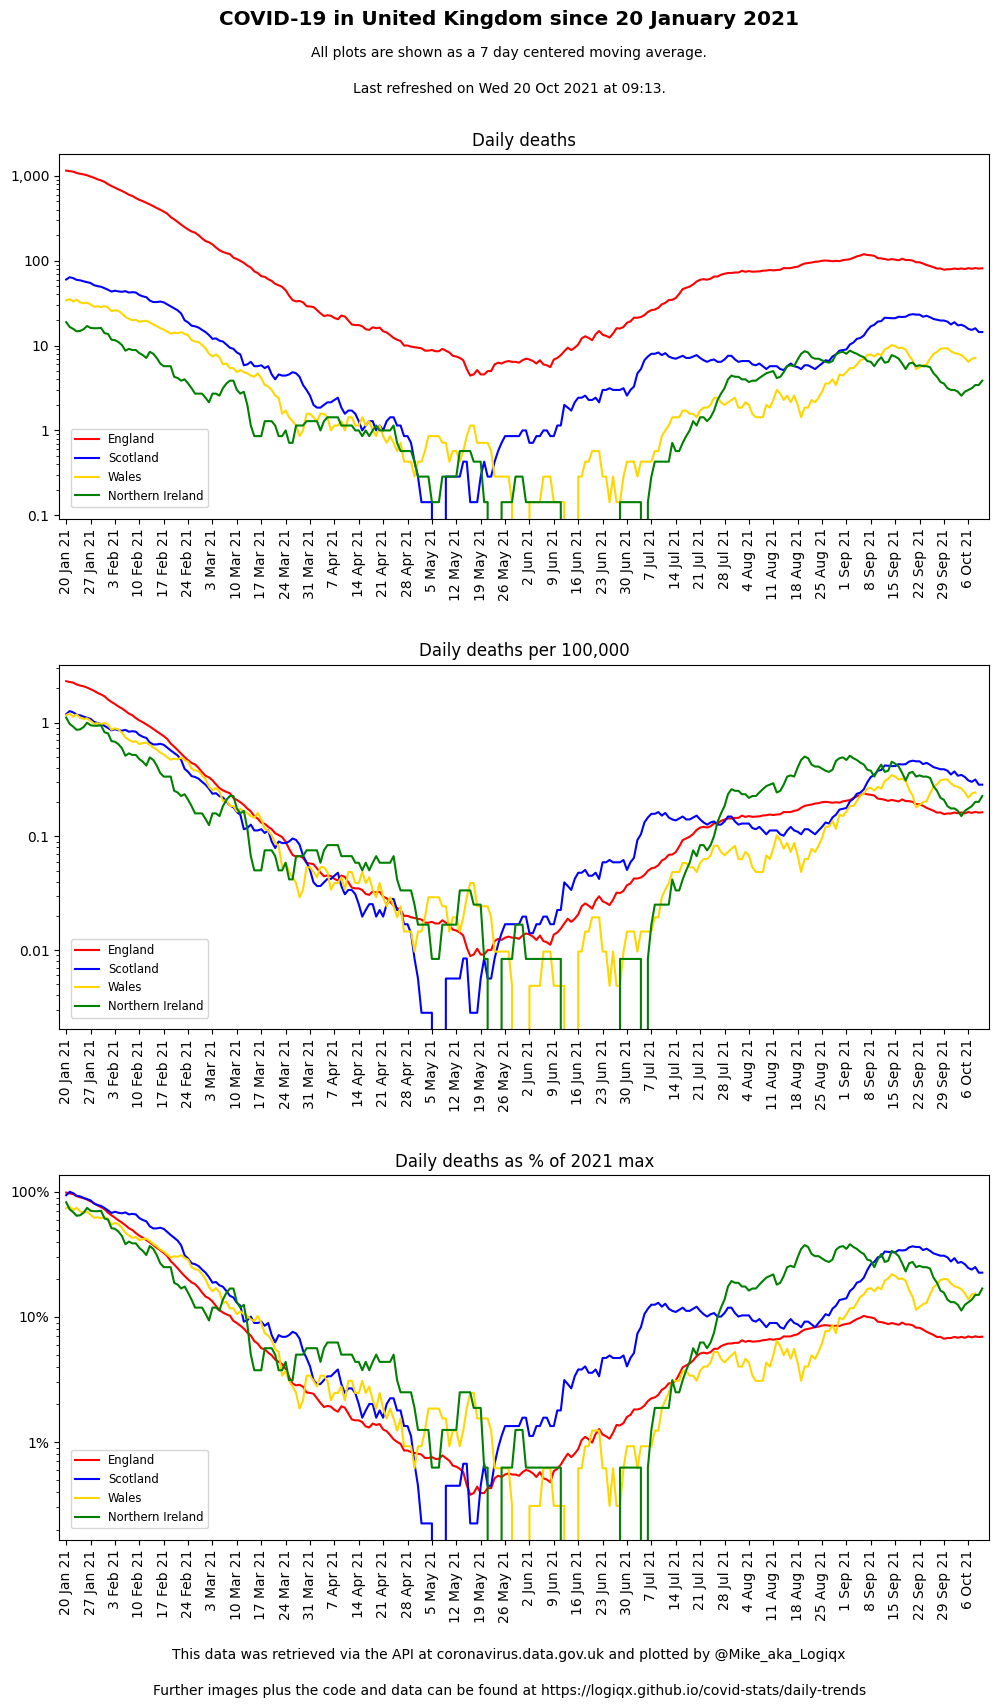 COVID-19 in United Kingdom since 20 January 2021
All plots are shown as a 7 day centered moving average.
Last refreshed on Wed 20 Oct 2021 at 09:13.
Daily deaths
1,000
100
10
1
0.1
England
Scotland
Wales
Northern Ireland
20 Jan 21
27 Jan 21
3 Feb 21
10 Feb 21
17 Feb 21
24 Feb 21
3 Mar 21
10 Mar 21
17 Mar 21
24 Mar 21
31 Mar 21
7 Apr 21
14 Apr 21
21 Apr 21
28 Apr 21
5 May 21
12 May 21
19 May 21
26 May 21
2 Jun 21
9 Jun 21
16 Jun 21
23 Jun 21
30 Jun 21
7 Jul 21
14 Jul 21
21 Jul 21
28 Jul 21
4 Aug 21
11 Aug 21
18 Aug 21
25 Aug 21
1 Sep 21
8 Sep 21
15 Sep 21
22 Sep 21
29 Sep 21
6 Oct 21
Daily deaths per 100,000
1
0.1
0.01
England
Scotland
Wales
Northern Ireland
20 Jan 21
27 Jan 21
3 Feb 21
10 Feb 21
17 Feb 21
24 Feb 21
3 Mar 21
10 Mar 21
17 Mar 21
24 Mar 21
31 Mar 21
7 Apr 21
14 Apr 21
21 Apr 21
28 Apr 21
5 May 21
12 May 21
19 May 21
26 May 21
2 Jun 21
9 Jun 21
16 Jun 21
23 Jun 21
30 Jun 21
7 Jul 21
14 Jul 21
21 Jul 21
28 Jul 21
4 Aug 21
11 Aug 21
18 Aug 21
25 Aug 21
1 Sep 21
8 Sep 21
15 Sep 21
22 Sep 21
29 Sep 21
6 Oct 21
Daily deaths as % of 2021 max
100%
10%
1%
England
Scotland
Wales
Northern Ireland
20 Jan 21
27 Jan 21
3 Feb 21
10 Feb 21
17 Feb 21
24 Feb 21
3 Mar 21
10 Mar 21
17 Mar 21
24 Mar 21
31 Mar 21
7 Apr 21
14 Apr 21
21 Apr 21
28 Apr 21
5 May 21
12 May 21
19 May 21
26 May 21
2 Jun 21
9 Jun 21
16 Jun 21
23 Jun 21
30 Jun 21
7 Jul 21
14 Jul 21
21 Jul 21
28 Jul 21
4 Aug 21
11 Aug 21
18 Aug 21
25 Aug 21
1 Sep 21
8 Sep 21
15 Sep 21
22 Sep 21
29 Sep 21
6 Oct 21
This data was retrieved via the API at coronavirus.data.gov.uk and plotted by @Mike_aka_Logiqx
Further images plus the code and data can be found at https://logiqx.github.io/covid-stats/daily-trends